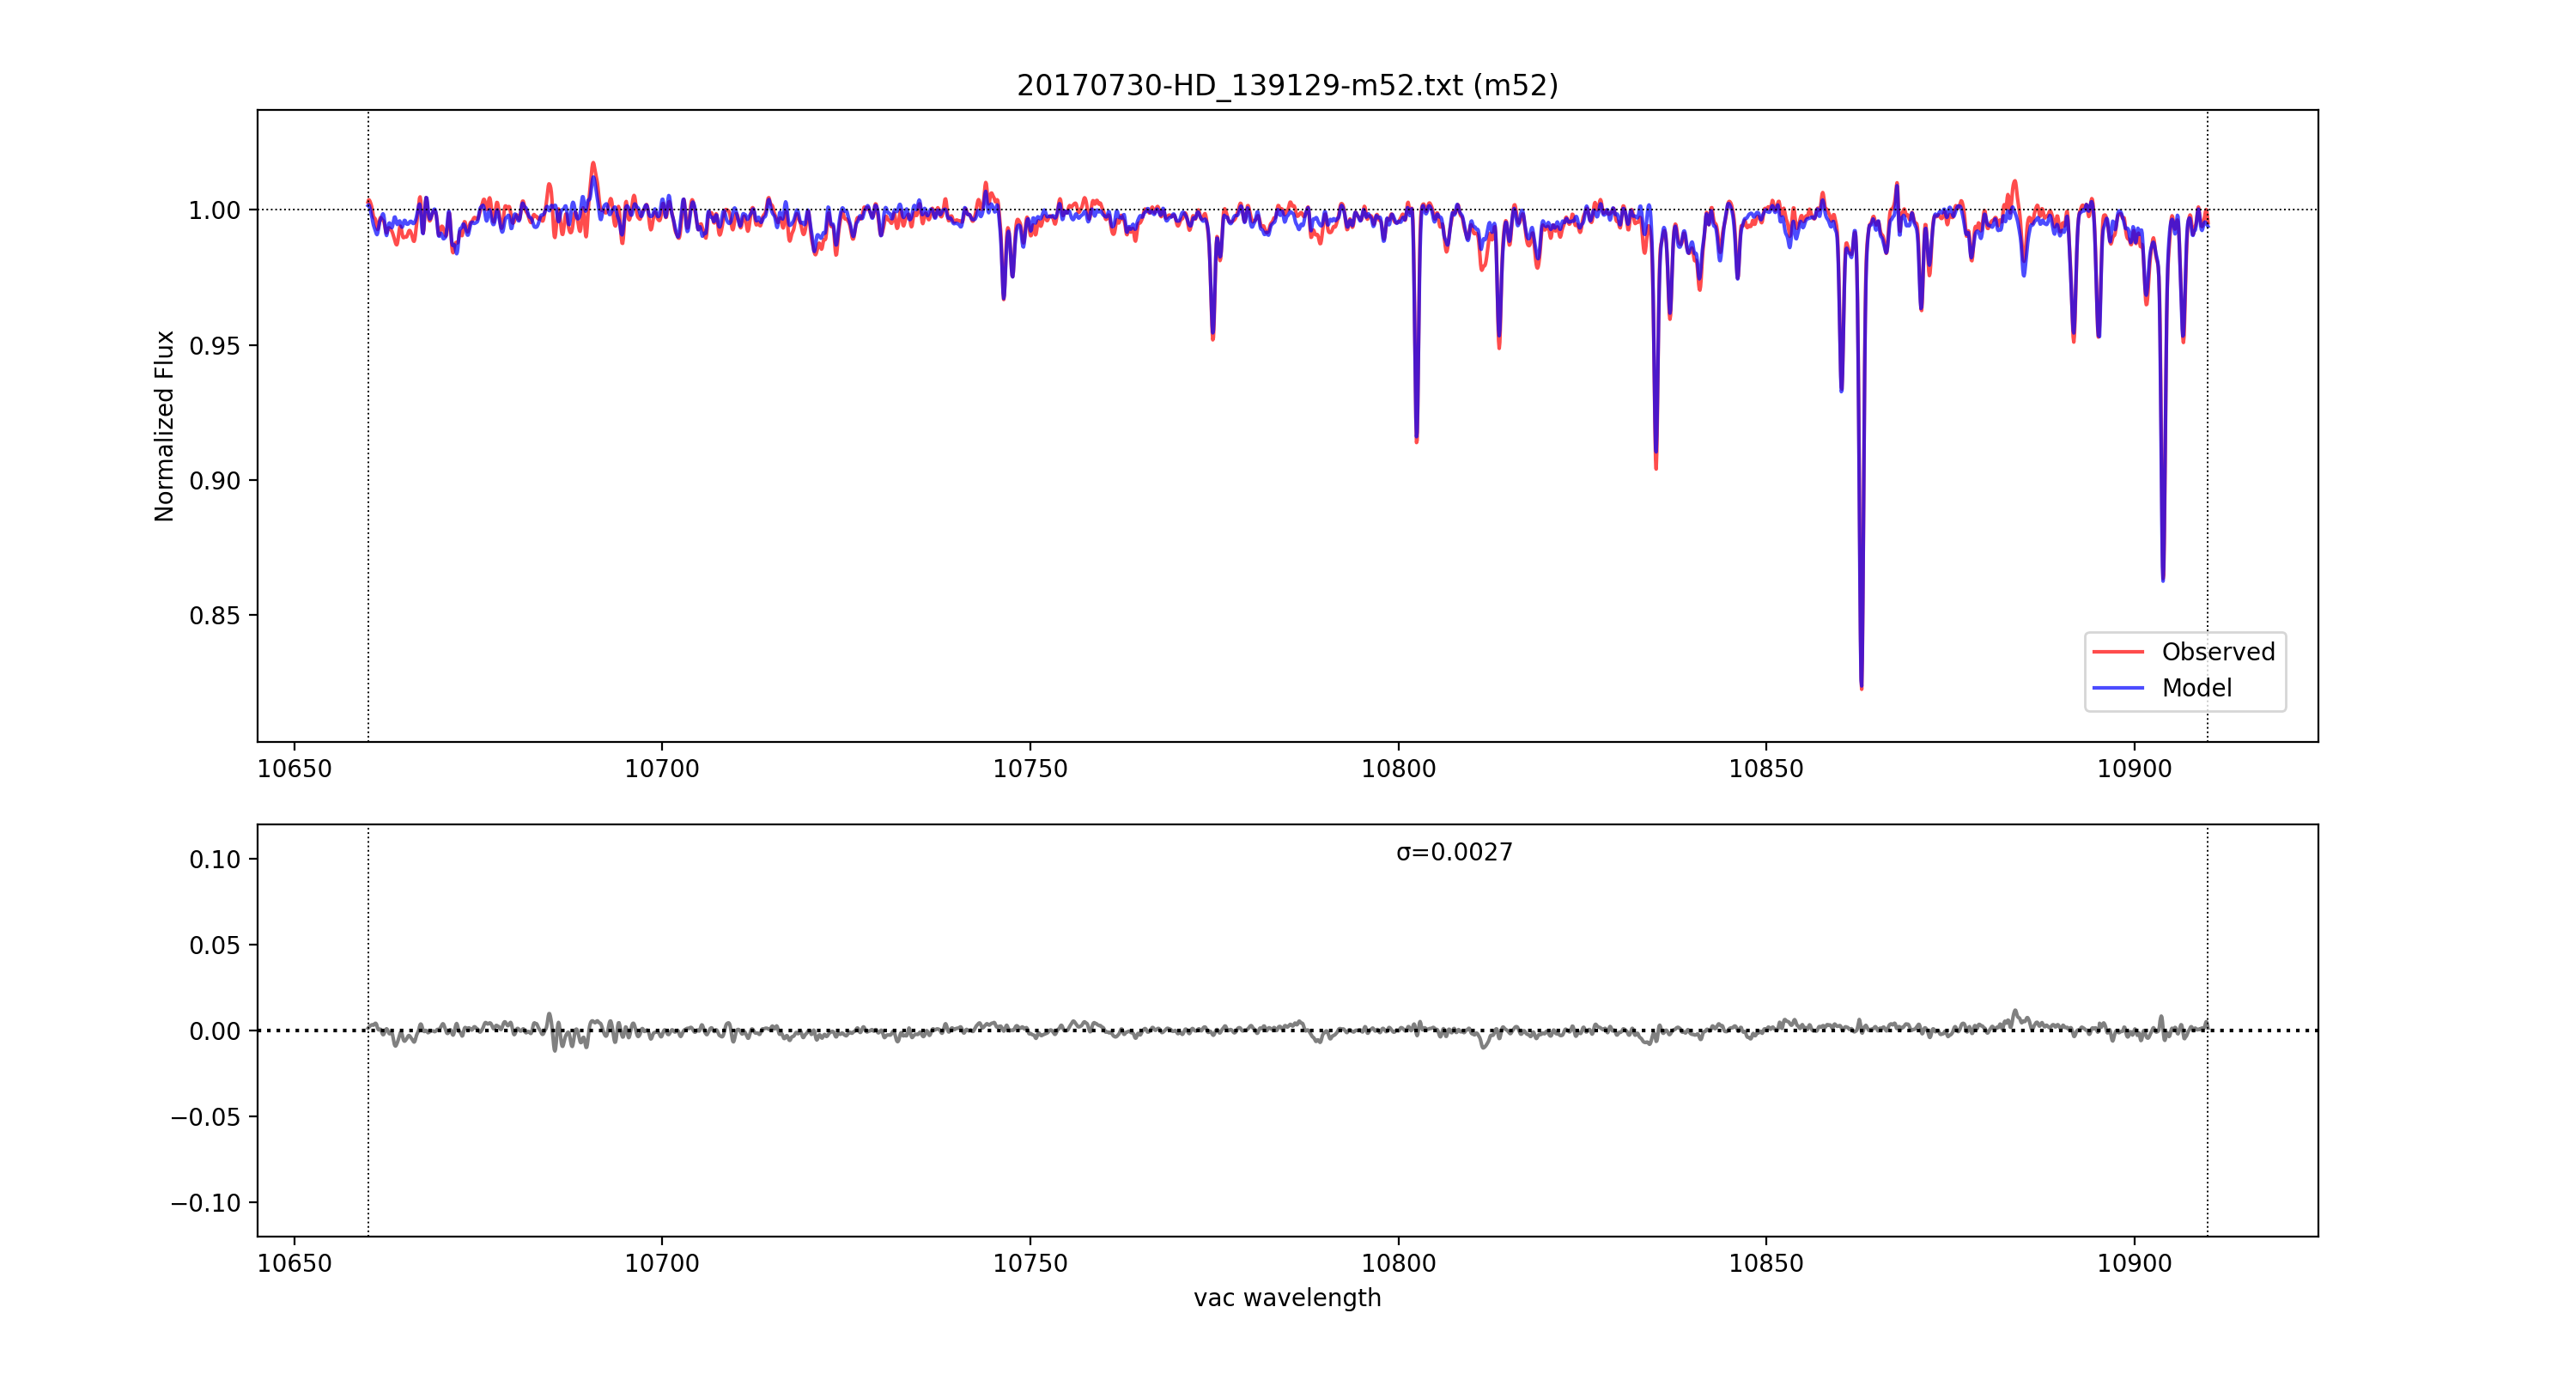 20170730-HD_139129-m52.txt (m52)
Normalized Flux
1.00
0.95
0.90
0.85
Observed
Model
10650 10700 10750 10800 10850 10900
σ=0.0027
0.10
0.05
0.00
−0.05
−0.10
10650 10700 10750 10800 10850 10900
vac wavelength